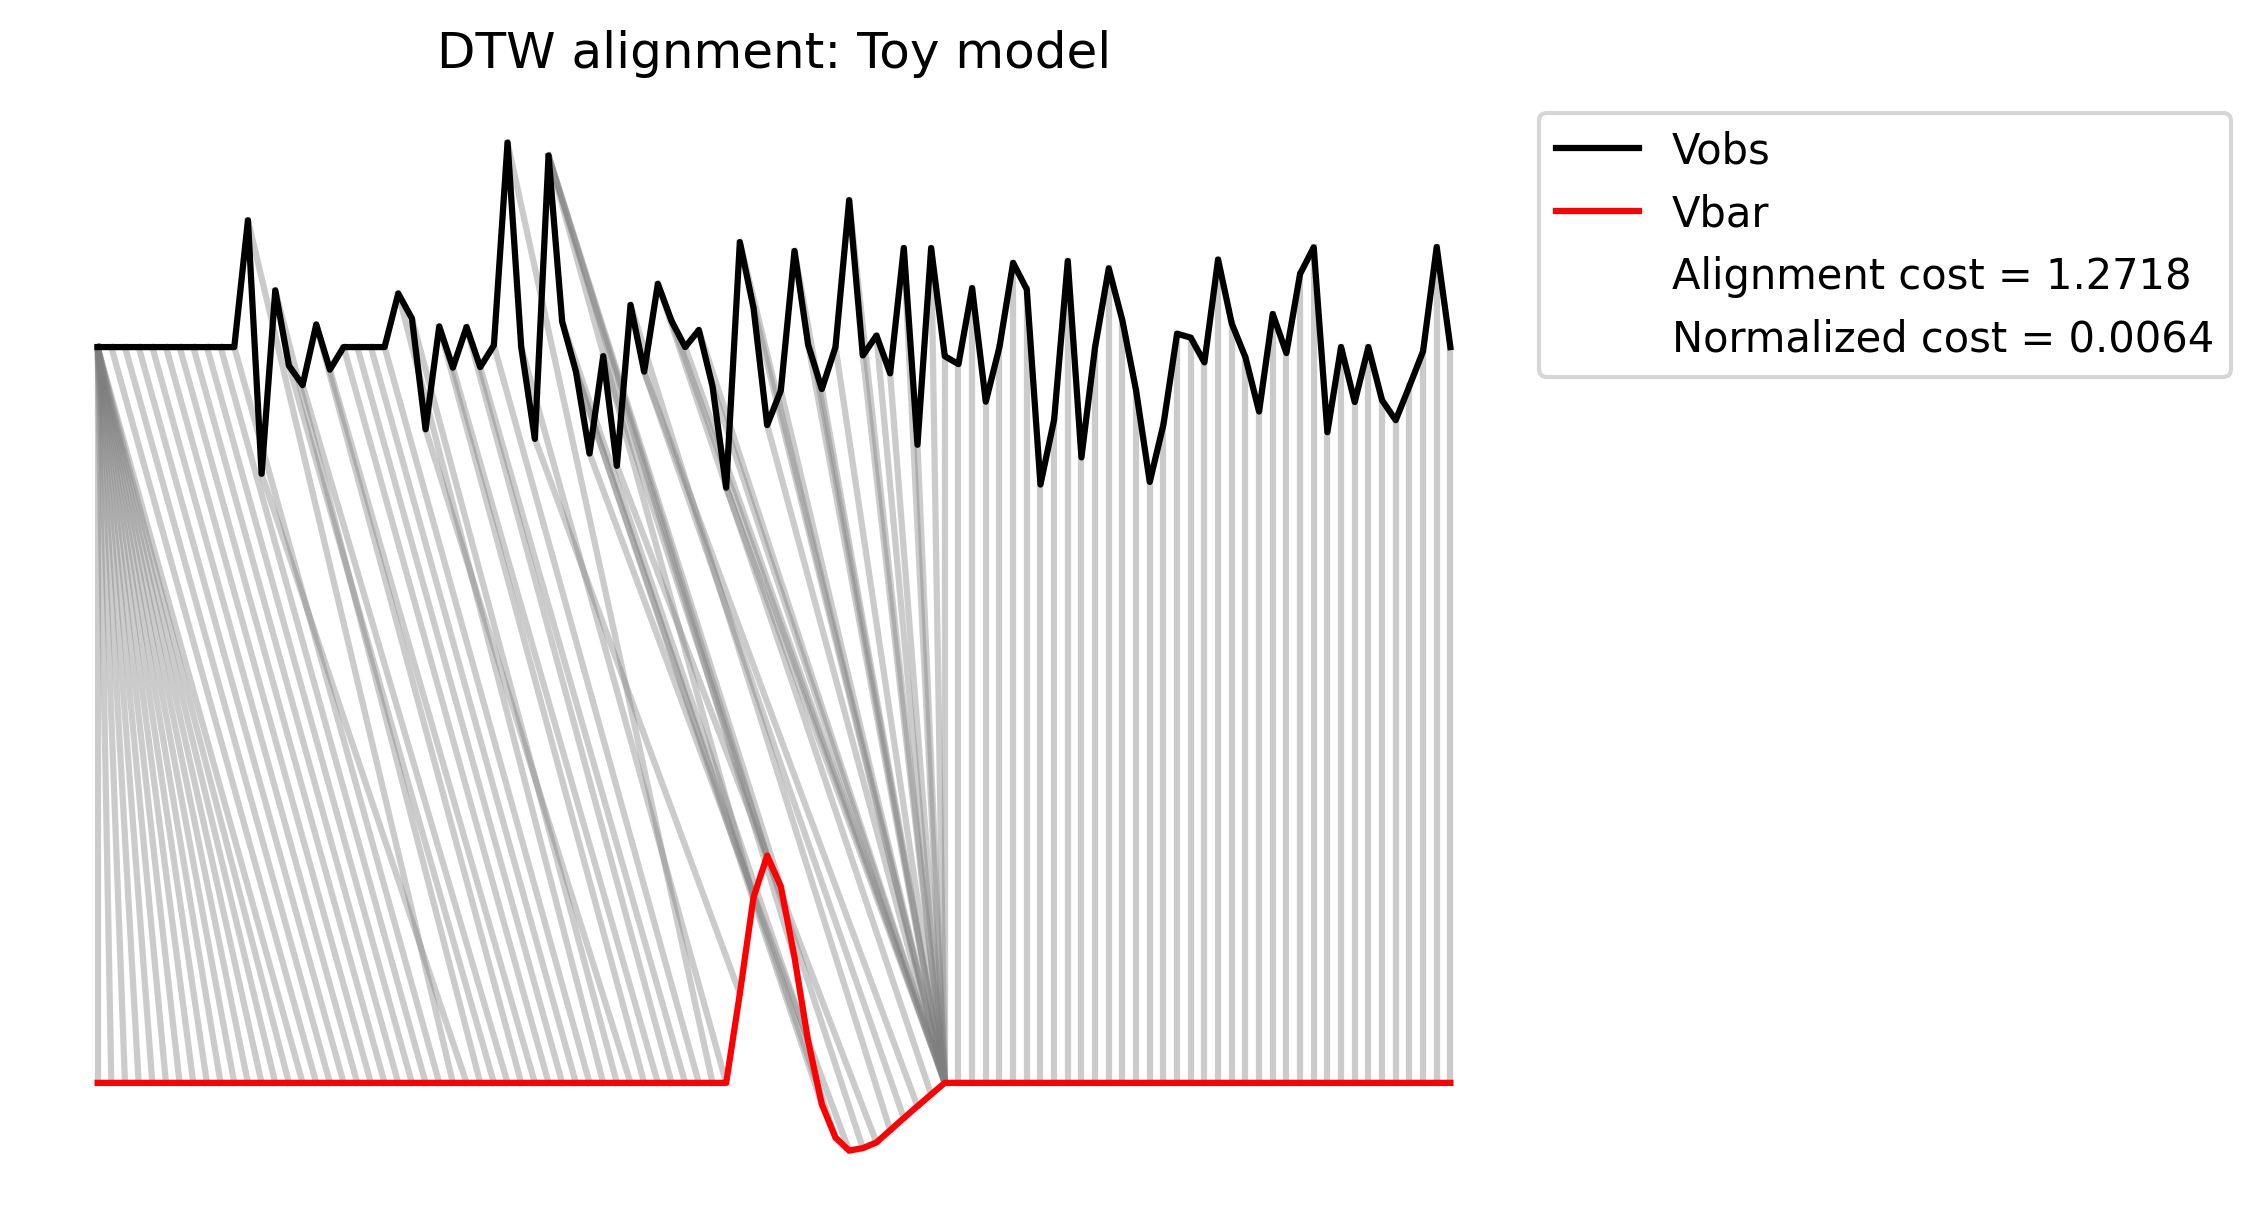 DTW alignment: Toy model
Vobs
Vbar
Alignment cost = 1.2718
Normalized cost = 0.0064